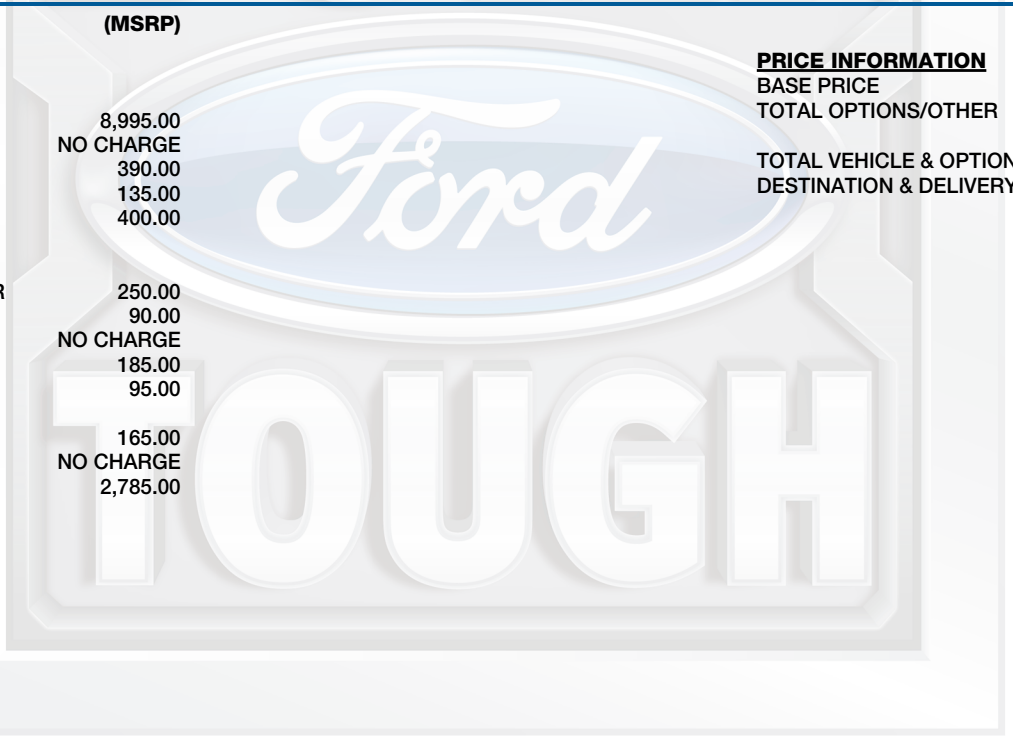 (MSRP)
8,995.00
NO CHARGE
390.00
135.00
400.00
R 250.00
90.00
NO CHARGE
185.00
95.00
165.00
NO CHARGE
2,785.00
PRICE INFORMATION
BASE PRICE
TOTAL OPTIONS/OTHER
TOTAL VEHICLE & OPTION
DESTINATION & DELIVERY
Ford
TOUGH